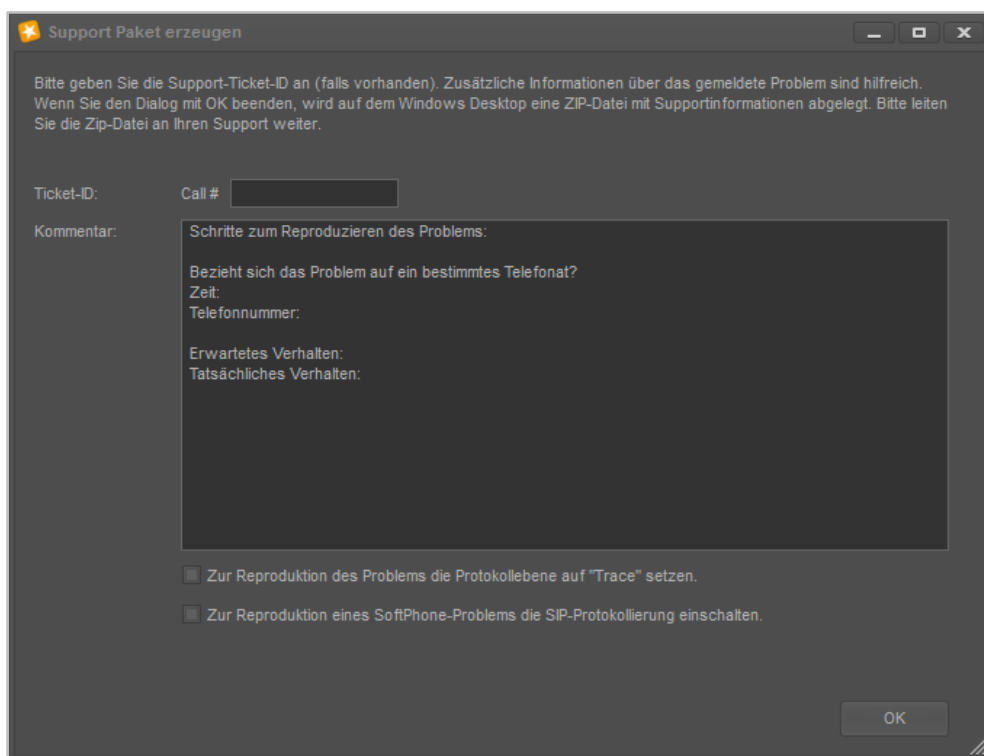 Support Paket erzeugen
Bitte geben Sie die Support-Ticket-ID an (falls vorhanden). Zusätzliche Informationen über das gemeldete Problem sind hilfreich.
Wenn Sie den Dialog mit OK beenden, wird auf dem Windows Desktop eine ZIP-Datei mit Supportinformationen abgelegt. Bitte leiten
Sie die Zip-Datei an Ihren Support weiter.
Ticket-ID: Call #
Kommentar: Schritte zum Reproduzieren des Problems:
Bezieht sich das Problem auf ein bestimmtes Telefonat?
Zeit:
Telefonnummer:
Erwartetes Verhalten:
Tatsächliches Verhalten:
Zur Reproduktion des Problems die Protokollebene auf "Trace" setzen.
Zur Reproduktion eines SoftPhone-Problems die SIP-Protokollierung einschalten.
OK